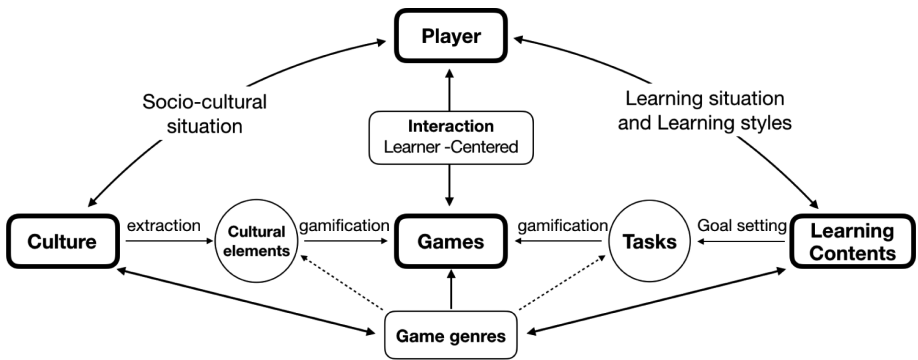 Player
Socio-cultural
situation
Learning situation
and Learning styles
Interaction
Learner -Centered
Culture
extraction
Cultural
elements
gamification
Games
gamification
Tasks
Goal setting
Learning
Contents
Game genres